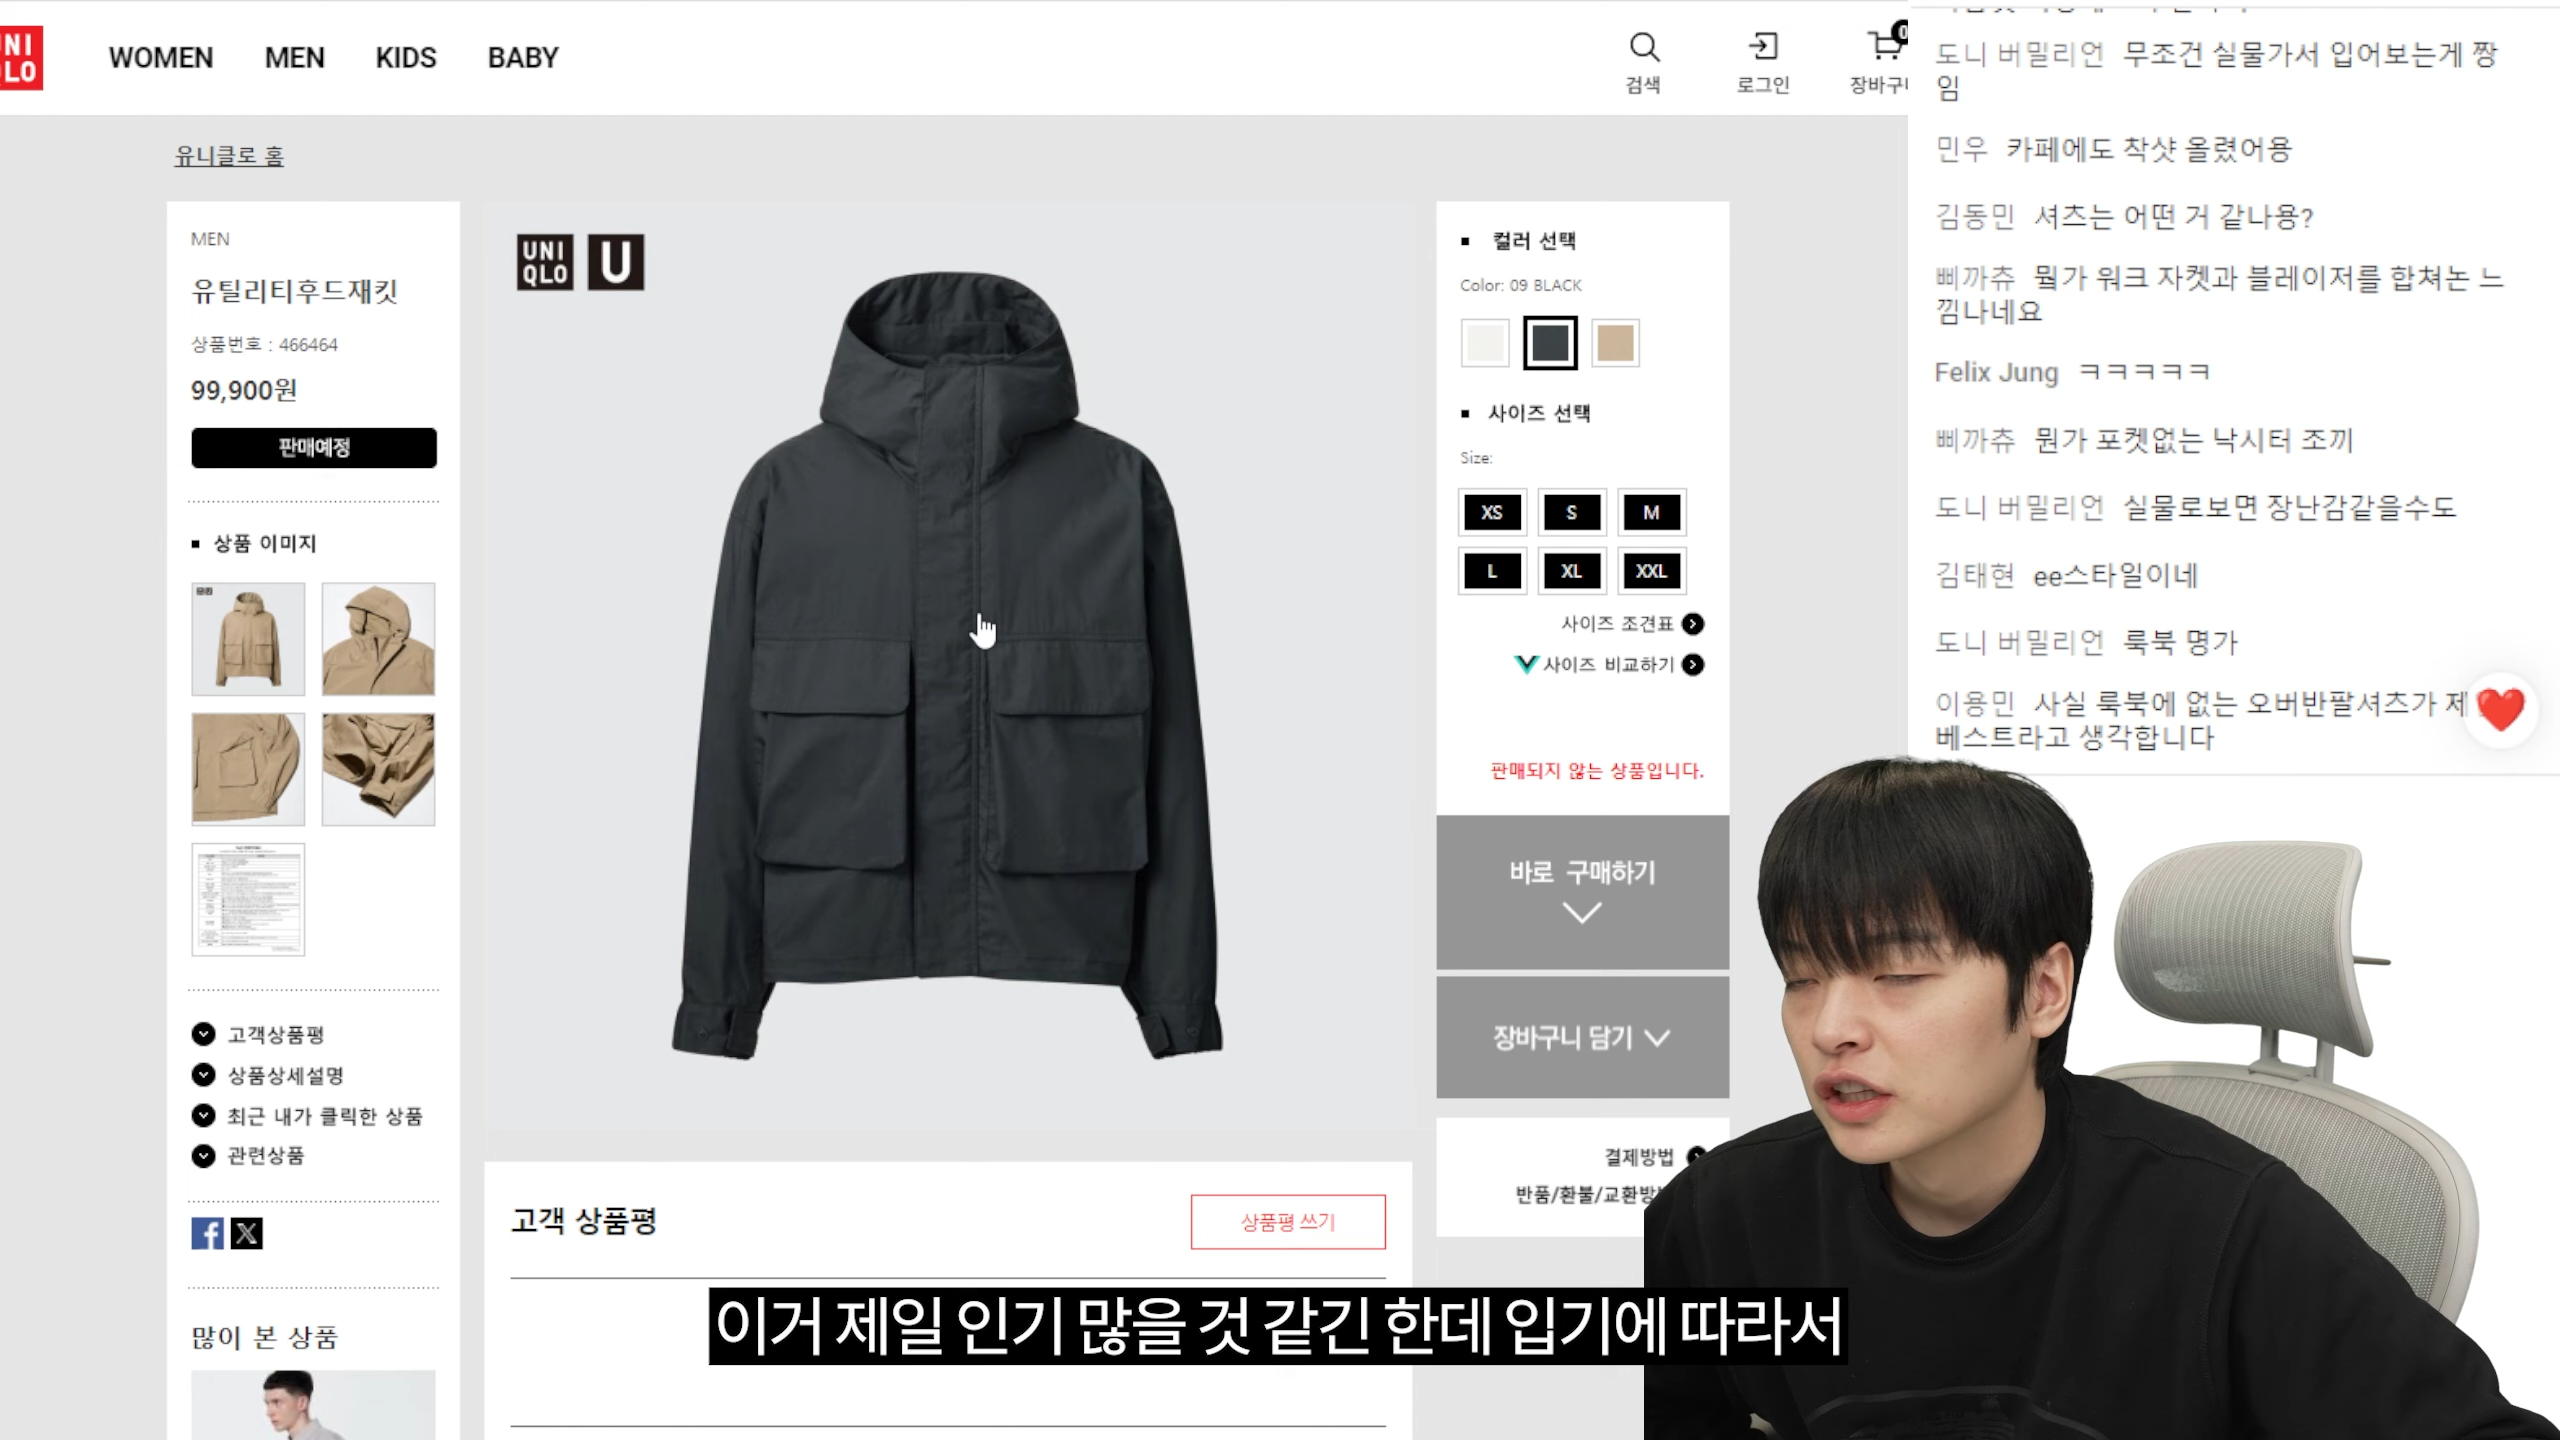 UNI
QLO
WOMEN
MEN
KIDS
BABY
검색
로그인
0
유니클로 홈
MEN
유틸리티후드재킷
상품번호 : 466464
99,900원
판매예정
상품 이미지
고객상품평
상품상세설명
최근 내가 클릭한 상품
관련상품
많이 본 상품
UNI
QLO
U
고객 상품평
상품평 쓰기
컬러 선택
Color: 09 BLACK
사이즈 선택
Size:
XS
S
M
L
XL
XXL
사이즈 조견표
사이즈 비교하기
판매되지 않는 상품입니다.
바로 구매하기
장바구니 담기
결제방법
반품/환불/교환방
도니 버밀리언 무조건 실물가서 입어보는게 짱
임
민우 카페에도 착샷 올렸어용
김동민 셔츠는 어떤 거 같나용?
삐까츄 뭡가 워크 자켓과 블레이저를 합쳐논 느
낌나네요
Felix Jung ㅋㅋㅋㅋㅋ
삐까츄 뭔가 포켓없는 낙시터 조끼
도니 버밀리언 실물로보면 장난감같을수도
김태현 ee스타일이네
도니 버밀리언 룩북 명가
이용민 사실 룩북에 없는 오버반팔셔츠가 제
베스트라고 생각합니다
이거 제일 인기 많을 것 같긴 한데 입기에 따라서